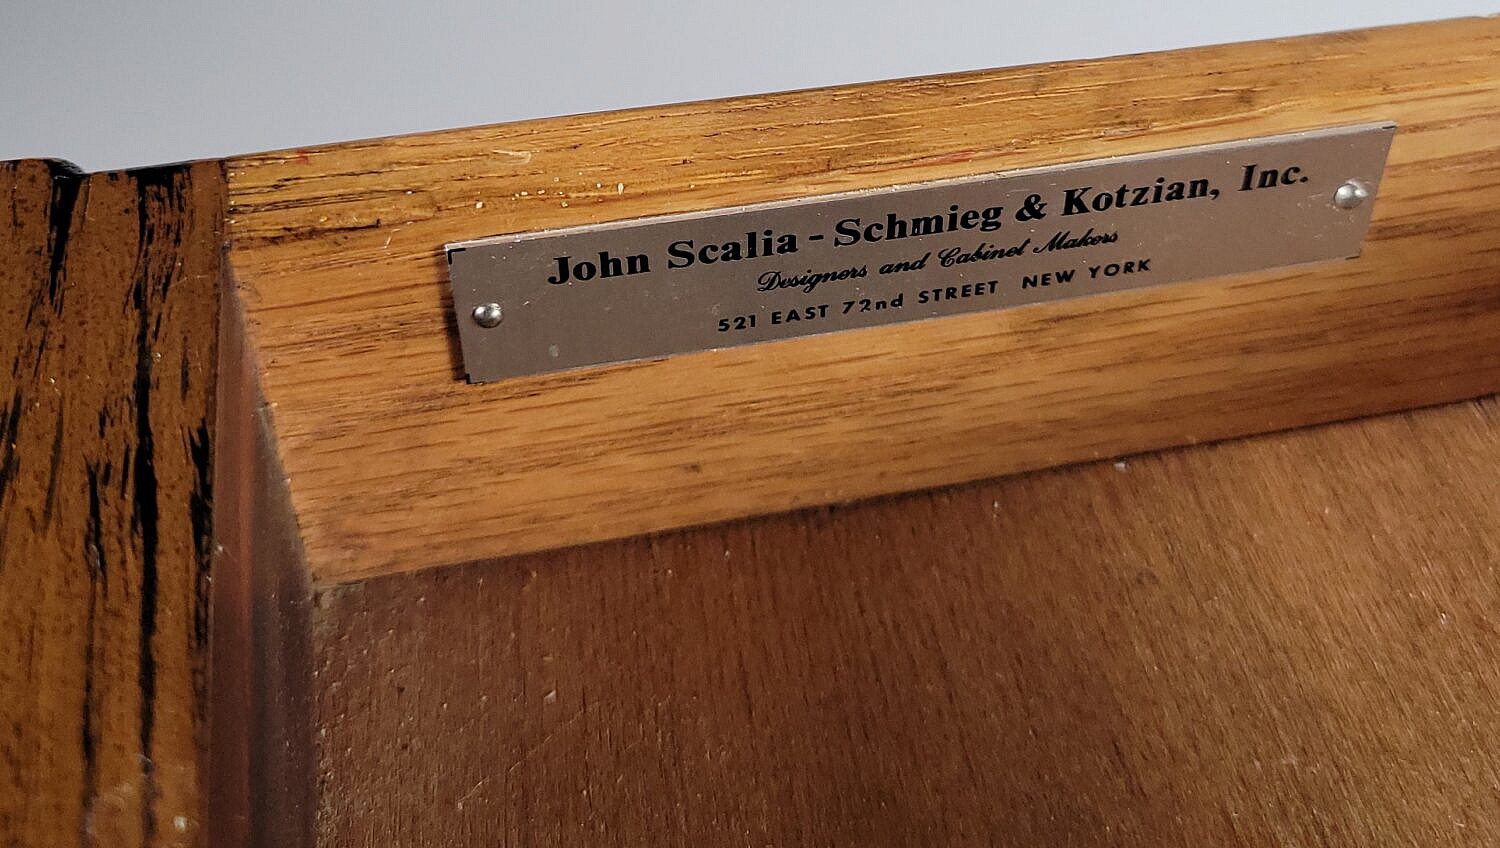 John Scalia - Schmieg & Kotzian, Inc.
Designers and Cabinet Makers
521 EAST 72nd STREET NEW YORK